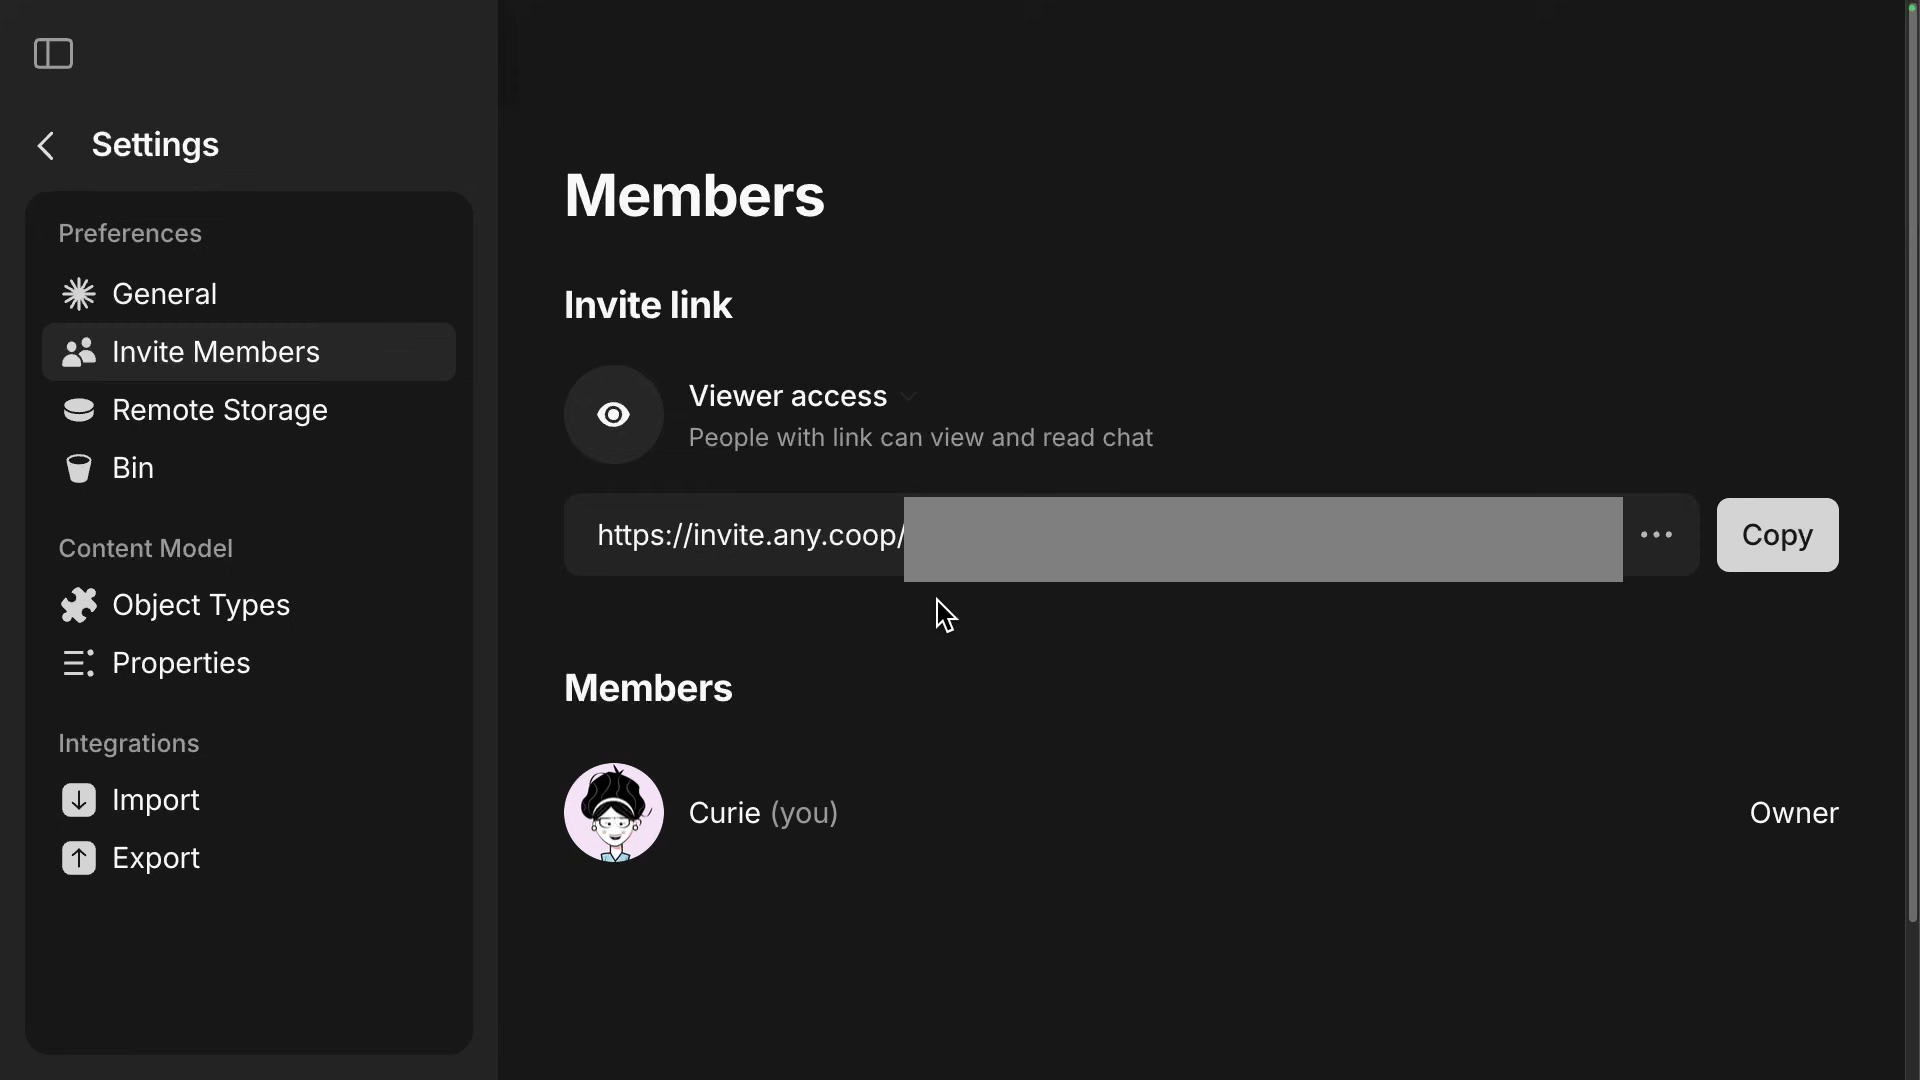 Settings
Preferences
General
Invite Members
Remote Storage
Bin
Content Model
Object Types
Properties
Integrations
Import
Export
Members
Invite link
Viewer access
People with link can view and read chat
https://invite.any.coop/
Copy
Members
Curie (you)
Owner